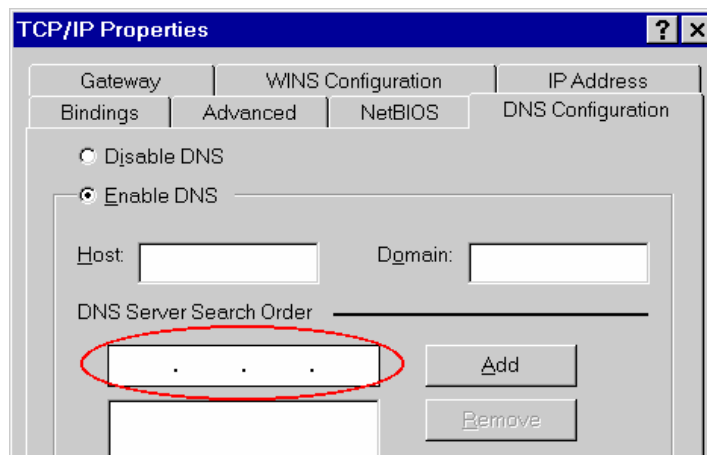 TCP/IP Properties ? ×
Gateway WINS Configuration IP Address
Bindings Advanced NetBIOS DNS Configuration
Disable DNS
Enable DNS
Host: Domain:
DNS Server Search Order
. . . Add
Remove